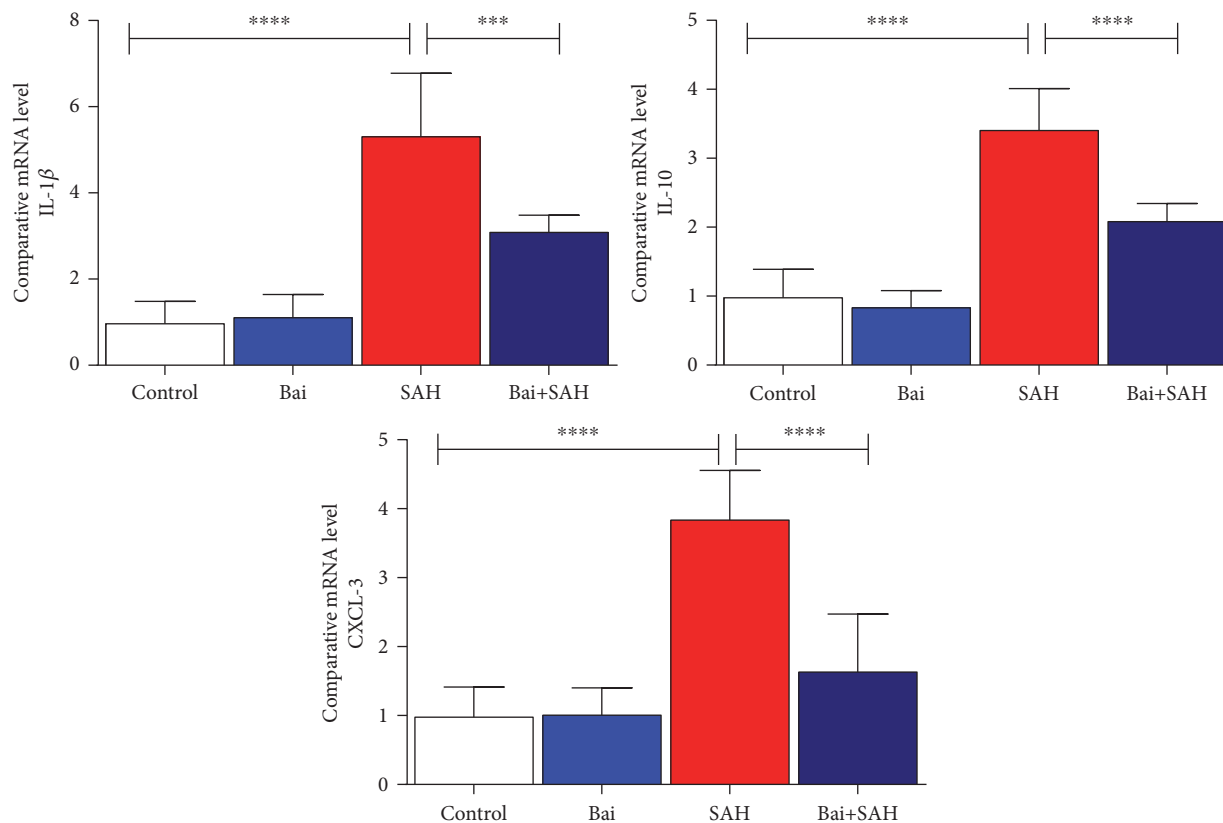 **** ***
8
6
4
2
0
Comparative mRNA level
IL-1β
Control Bai SAH Bai+SAH
**** ****
5
4
3
2
1
0
Comparative mRNA level
IL-10
Control Bai SAH Bai+SAH
**** ****
5
4
3
2
1
0
Comparative mRNA level
CXCL-3
Control Bai SAH Bai+SAH